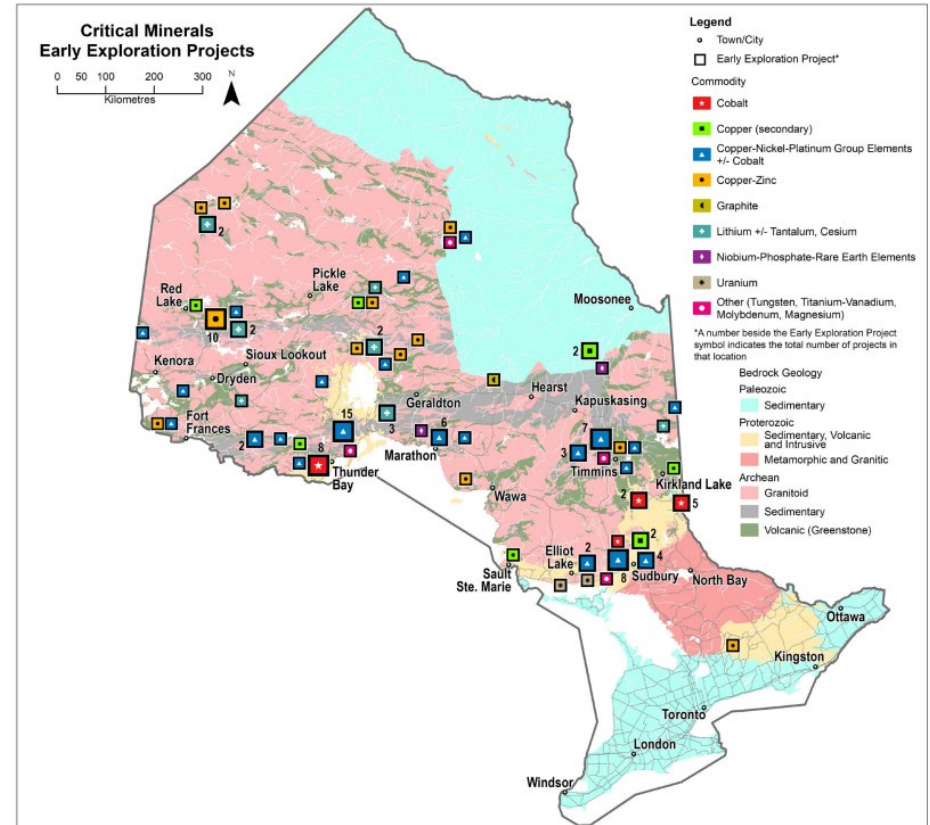 Critical Minerals
Early Exploration Projects
0 50 100 200 300
Kilometres
N
Legend
Town/City
Early Exploration Project*
Commodity
Cobalt
Copper (secondary)
Copper-Nickel-Platinum Group Elements
+/- Cobalt
Copper-Zinc
Graphite
Lithium +/- Tantalum, Cesium
Niobium-Phosphate-Rare Earth Elements
Uranium
Other (Tungsten, Titanium-Vanadium,
Molybdenum, Magnesium)
*A number beside the Early Exploration Project
symbol indicates the total number of projects in
that location
Bedrock Geology
Paleozoic
Sedimentary
Proterozoic
Sedimentary, Volcanic
and Intrusive
Metamorphic and Granitic
Archean
Granitoid
Sedimentary
Volcanic (Greenstone)
2
Pickle
Lake
Red
Lake
Moosonee
10
2
2
2
Kenora
Sioux Lookout
Dryden
Hearst
Geraldton
Kapuskasing
Fort
Frances
15
3
6
7
2
8
Marathon
3
Timmins
Thunder
Bay
Kirkland Lake
Wawa
2
5
Elliot
Lake
2
2
4
Sault
Ste. Marie
8
Sudbury
North Bay
Ottawa
Kingston
Toronto
London
Windsor